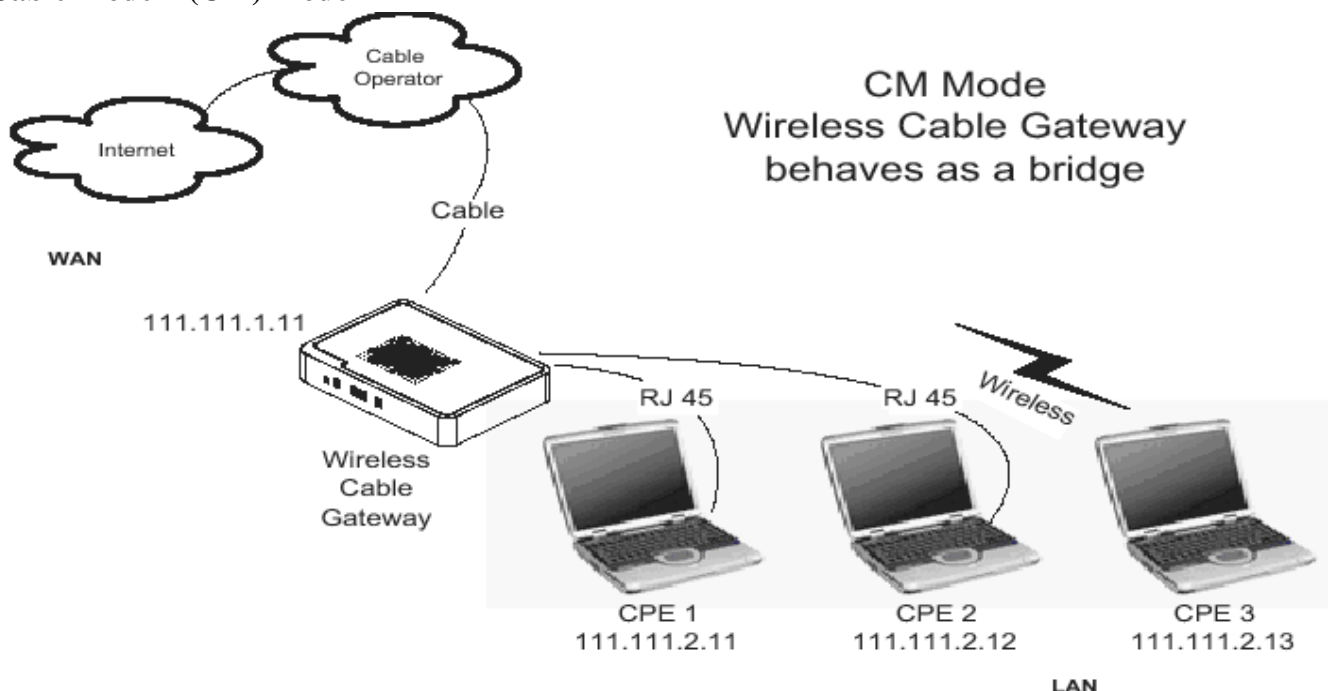 Cable
Operator
Internet
CM Mode
Wireless Cable Gateway
behaves as a bridge
Cable
WAN
111.111.1.11
RJ 45
RJ 45
Wireless
Wireless
Cable
Gateway
CPE 1
111.111.2.11
CPE 2
111.111.2.12
CPE 3
111.111.2.13
LAN